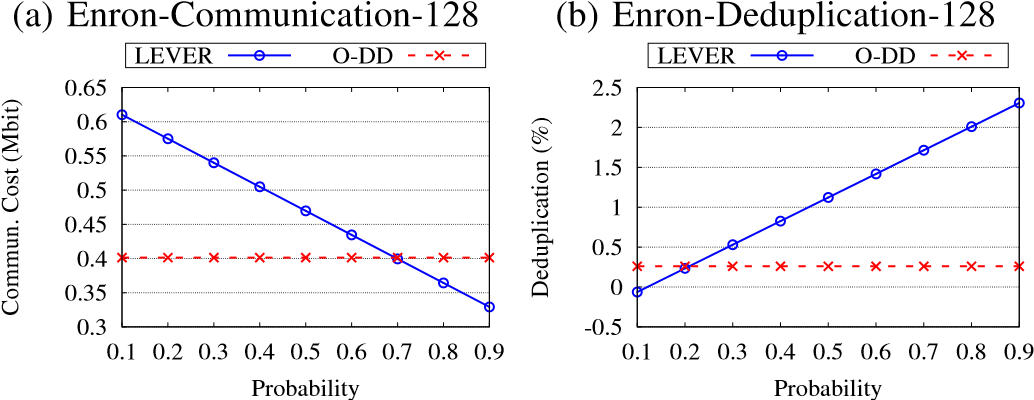 (a) Enron-Communication-128
LEVER
O-DD
Commun. Cost (Mbit)
0.65
0.6
0.55
0.5
0.45
0.4
0.35
0.3
0.1 0.2 0.3 0.4 0.5 0.6 0.7 0.8 0.9
Probability
(b) Enron-Deduplication-128
LEVER
O-DD
Deduplication (%)
2.5
2
1.5
1
0.5
0
-0.5
0.1 0.2 0.3 0.4 0.5 0.6 0.7 0.8 0.9
Probability